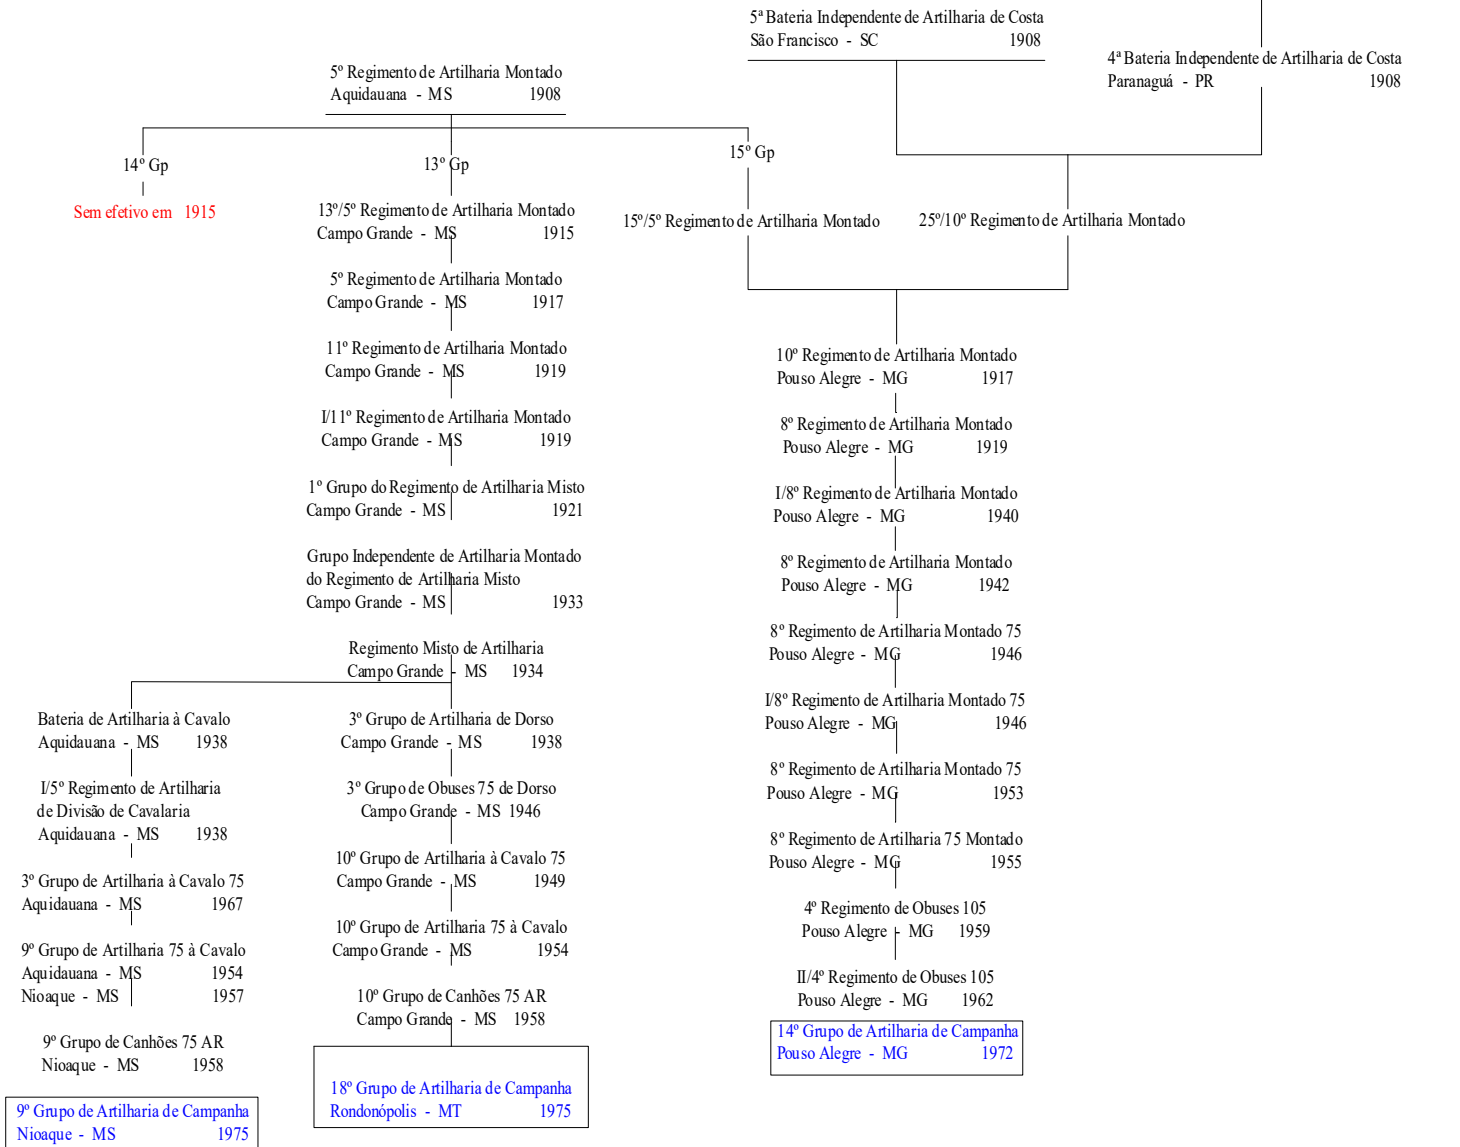 5ª Bateria Independente de Artilharia de Costa
São Francisco - SC 1908
4ª Bateria Independente de Artilharia de Costa
Paranaguá - PR 1908
5º Regimento de Artilharia Montado
Aquidauana - MS 1908
14º Gp
13º Gp
15º Gp
Sem efetivo em 1915
13º/5º Regimento de Artilharia Montado
Campo Grande - MS 1915
15º/5º Regimento de Artilharia Montado
25º/10º Regimento de Artilharia Montado
5º Regimento de Artilharia Montado
Campo Grande - MS 1917
11º Regimento de Artilharia Montado
Campo Grande - MS 1919
I/11º Regimento de Artilharia Montado
Campo Grande - MS 1919
1º Grupo do Regimento de Artilharia Misto
Campo Grande - MS 1921
Grupo Independente de Artilharia Montado
do Regimento de Artilharia Misto
Campo Grande - MS 1933
Regimento Misto de Artilharia
Campo Grande - MS 1934
Bateria de Artilharia à Cavalo
Aquidauana - MS 1938
I/5º Regimento de Artilharia
de Divisão de Cavalaria
Aquidauana - MS 1938
3º Grupo de Artilharia à Cavalo 75
Aquidauana - MS 1967
9º Grupo de Artilharia 75 à Cavalo
Aquidauana - MS 1954
Nioaque - MS 1957
9º Grupo de Canhões 75 AR
Nioaque - MS 1958
9º Grupo de Artilharia de Campanha
Nioaque - MS 1975
3º Grupo de Artilharia de Dorso
Campo Grande - MS 1938
3º Grupo de Obuses 75 de Dorso
Campo Grande - MS 1946
10º Grupo de Artilharia à Cavalo 75
Campo Grande - MS 1949
10º Grupo de Artilharia 75 à Cavalo
Campo Grande - MS 1954
10º Grupo de Canhões 75 AR
Campo Grande - MS 1958
18º Grupo de Artilharia de Campanha
Rondonópolis - MT 1975
10º Regimento de Artilharia Montado
Pouso Alegre - MG 1917
8º Regimento de Artilharia Montado
Pouso Alegre - MG 1919
I/8º Regimento de Artilharia Montado
Pouso Alegre - MG 1940
8º Regimento de Artilharia Montado
Pouso Alegre - MG 1942
8º Regimento de Artilharia Montado 75
Pouso Alegre - MG 1946
I/8º Regimento de Artilharia Montado 75
Pouso Alegre - MG 1946
8º Regimento de Artilharia Montado 75
Pouso Alegre - MG 1953
8º Regimento de Artilharia 75 Montado
Pouso Alegre - MG 1955
4º Regimento de Obuses 105
Pouso Alegre - MG 1959
II/4º Regimento de Obuses 105
Pouso Alegre - MG 1962
14º Grupo de Artilharia de Campanha
Pouso Alegre - MG 1972